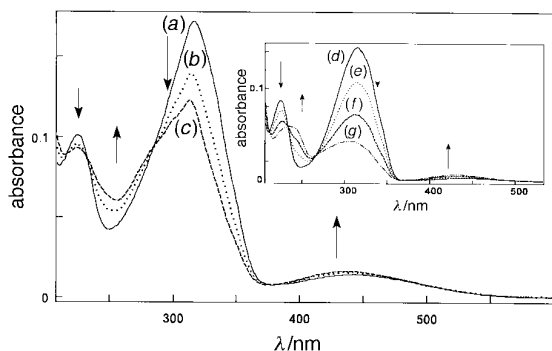 (a)
(b)
(c)
0.1
0
absorbance
300
400
500
λ/nm
(d)
(e)
(f)
(g)
0.1
0
absorbance
300
400
500
λ/nm